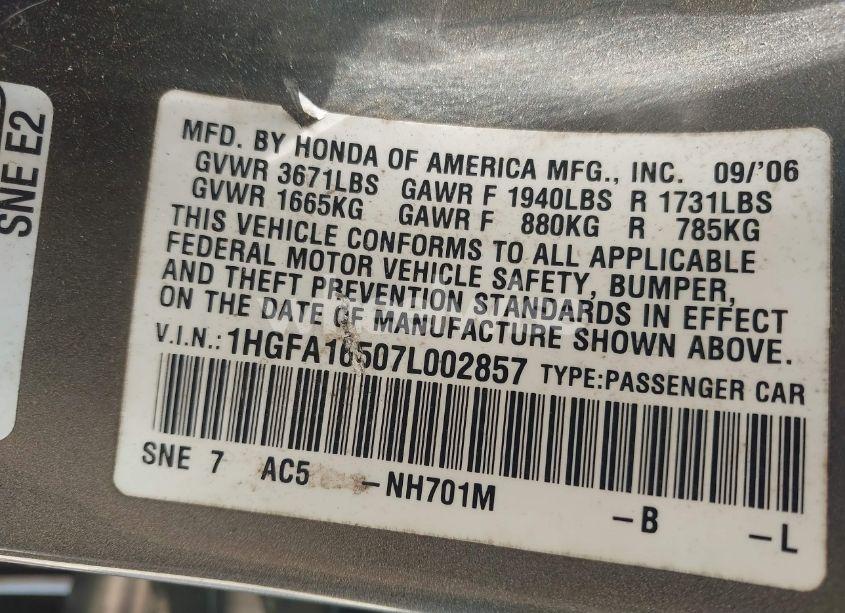 SNE E2
MFD. BY HONDA OF AMERICA MFG., INC. 09/'06
GVWR 3671LBS GAWR F 1940LBS R 1731LBS
GVWR 1665KG GAWR F 880KG R 785KG
THIS VEHICLE CONFORMS TO ALL APPLICABLE
FEDERAL MOTOR VEHICLE SAFETY, BUMPER,
AND THEFT PREVENTION STANDARDS IN EFFECT
ON THE DATE OF MANUFACTURE SHOWN ABOVE.
V.I.N.: 1HGFA16507L002857 TYPE:PASSENGER CAR
SNE 7 AC5 -NH701M -B -L